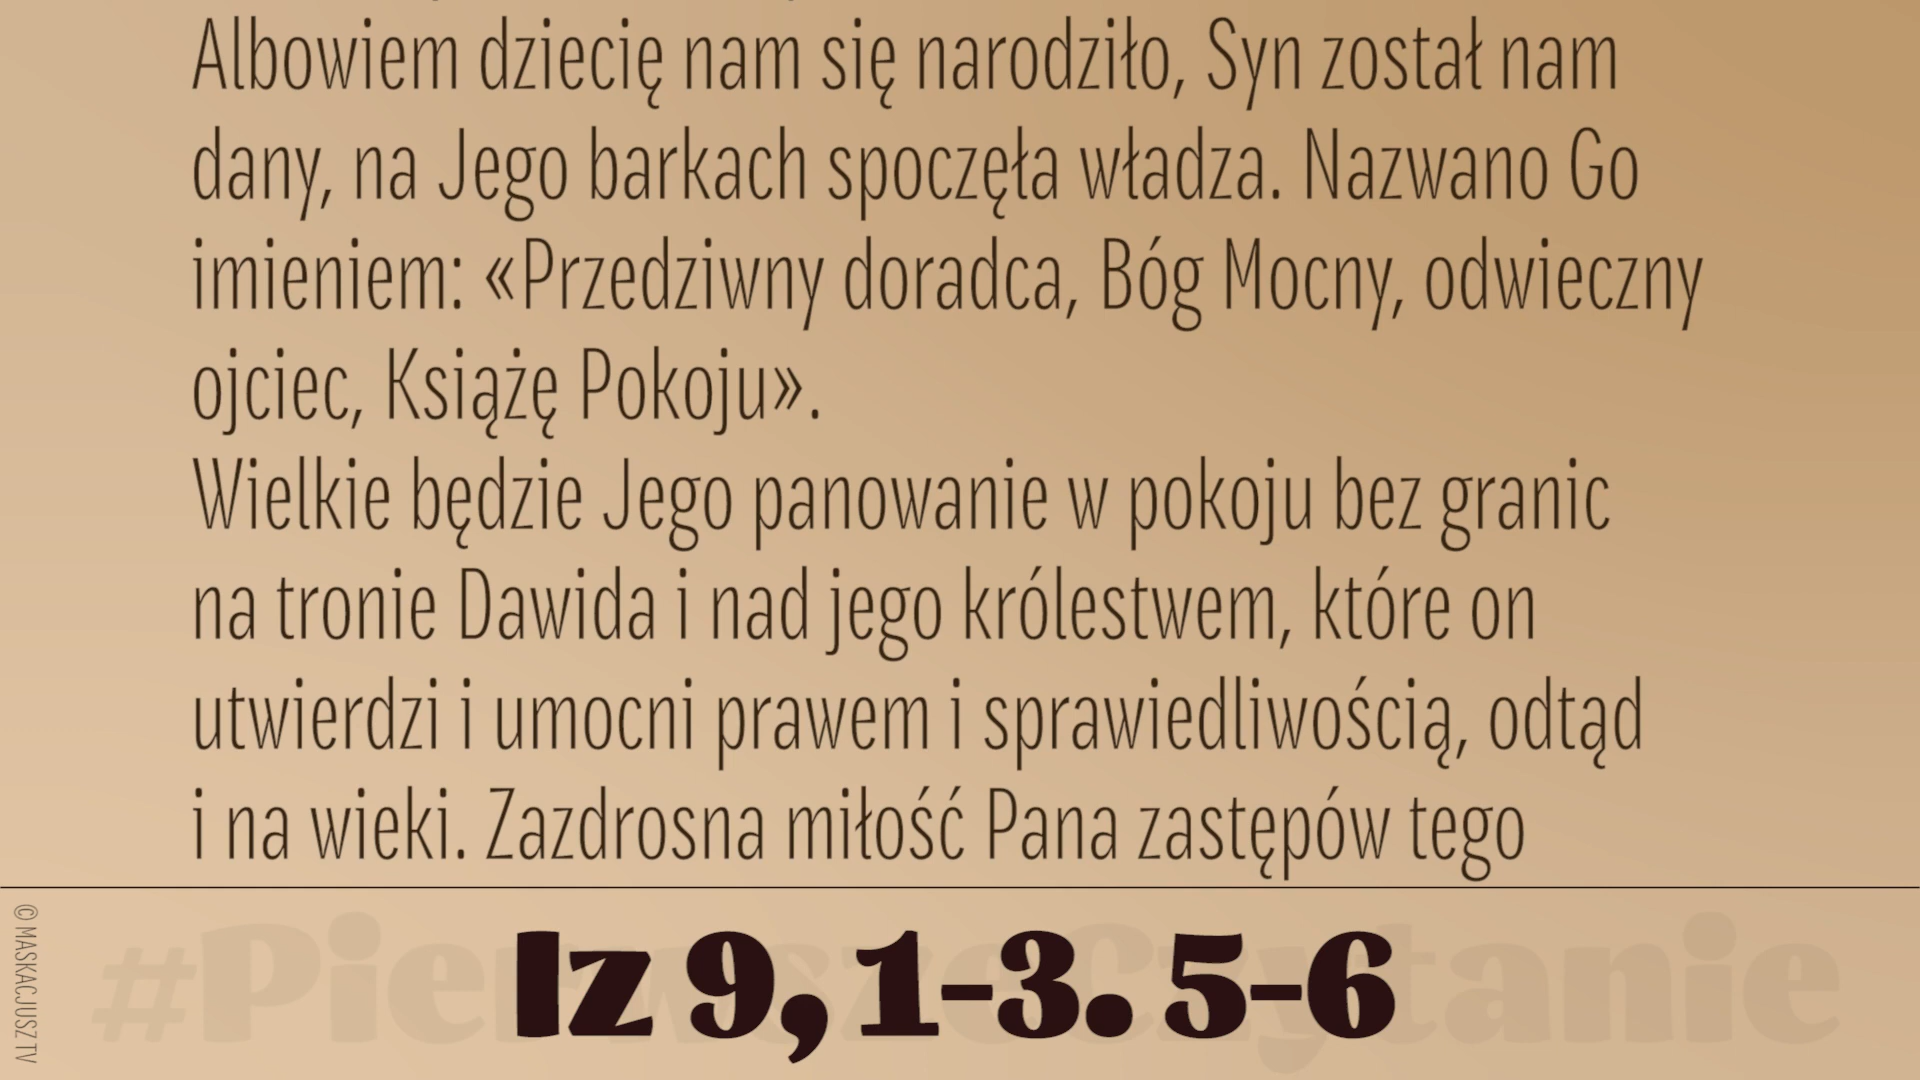 Albowiem dziecię nam się narodziło, Syn został nam
dany, na Jego barkach spoczęła władza. Nazwano Go
imieniem: «Przedziwny doradca, Bóg Mocny, odwieczny
ojciec, Książę Pokoju».
Wielkie będzie Jego panowanie w pokoju bez granic
na tronie Dawida i nad jego królestwem, które on
utwierdzi i umocni prawem i sprawiedliwością, odtąd
i na wieki. Zazdrosna miłość Pana zastępów tego
#PierwszeCzytanie
Iz 9, 1-3. 5-6
© MASKACJUSZ TV